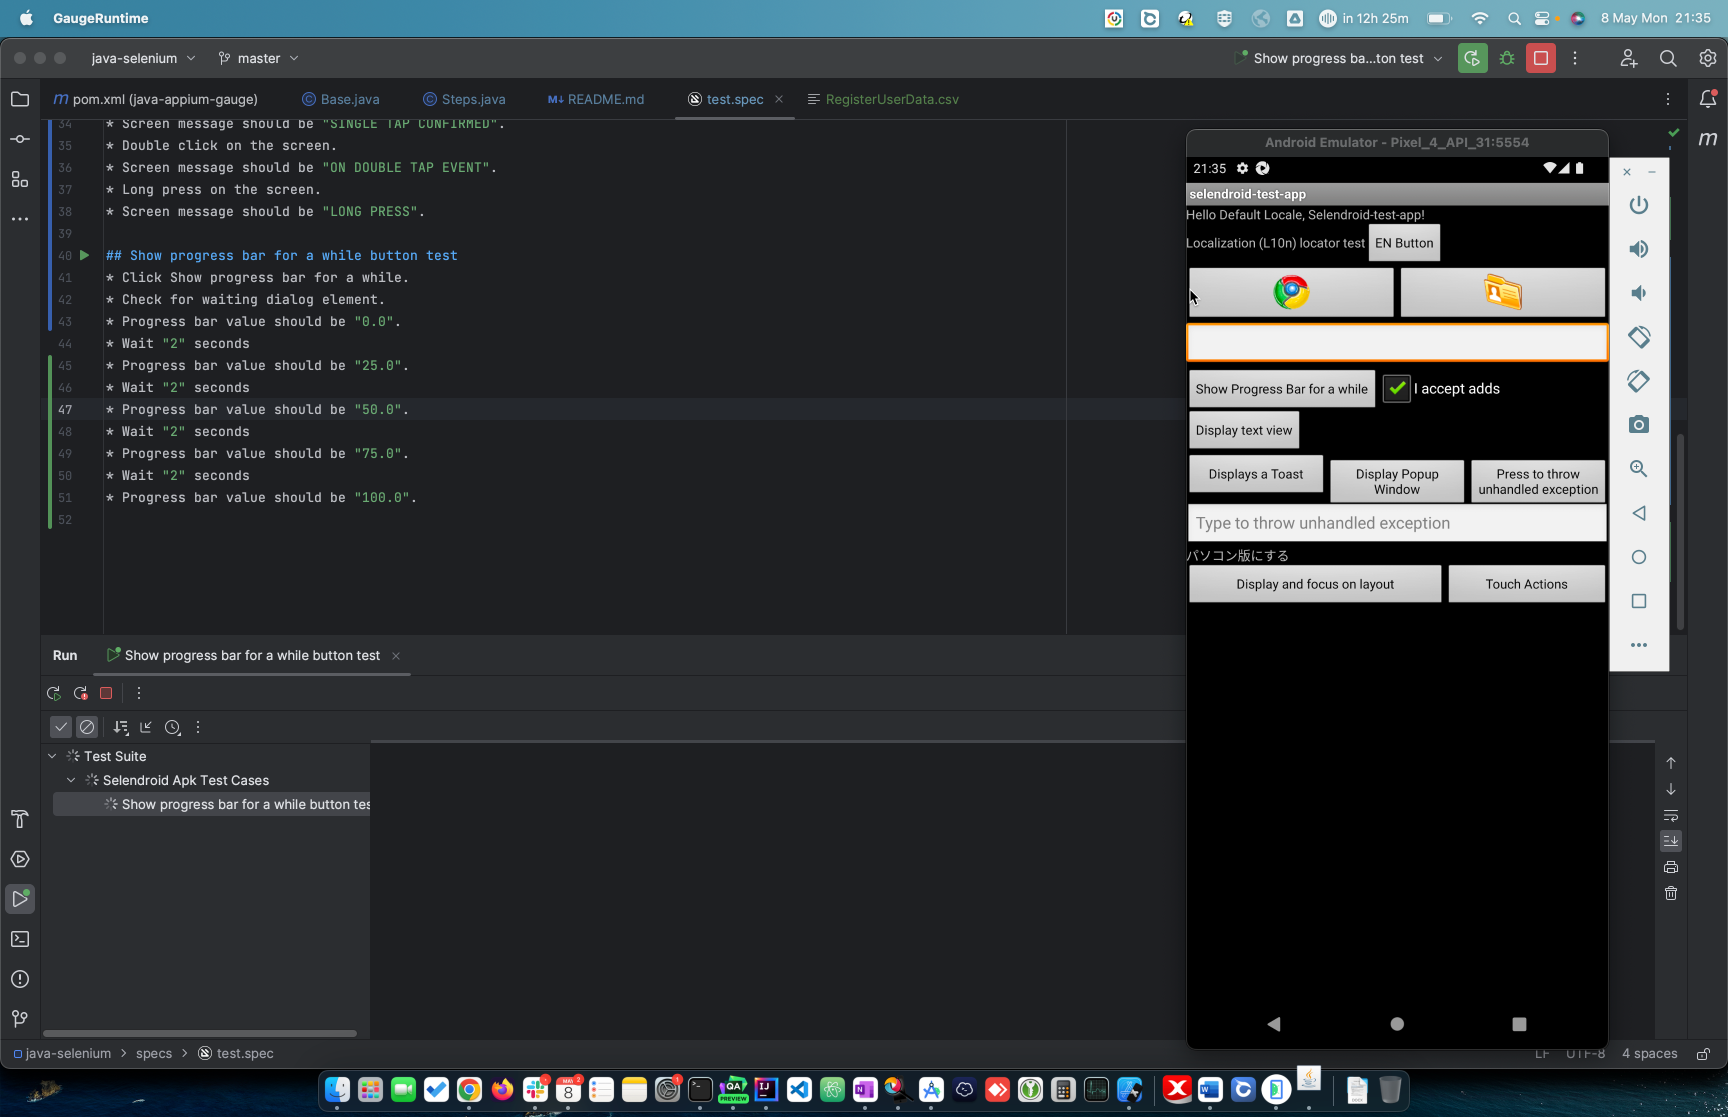 GaugeRuntime
in 12h 25m
8 May Mon 21:35
java-selenium
master
Show progress ba...ton test
pom.xml (java-appium-gauge)
Base.java
Steps.java
README.md
test.spec
RegisterUserData.csv
34 * Screen message should be "SINGLE TAP CONFIRMED".
35 * Double click on the screen.
36 * Screen message should be "ON DOUBLE TAP EVENT".
37 * Long press on the screen.
38 * Screen message should be "LONG PRESS".
39
40 ## Show progress bar for a while button test
41 * Click Show progress bar for a while.
42 * Check for waiting dialog element.
43 * Progress bar value should be "0.0".
44 * Wait "2" seconds
45 * Progress bar value should be "25.0".
46 * Wait "2" seconds
47 * Progress bar value should be "50.0".
48 * Wait "2" seconds
49 * Progress bar value should be "75.0".
50 * Wait "2" seconds
51 * Progress bar value should be "100.0".
52
Android Emulator - Pixel_4_API_31:5554
21:35
selendroid-test-app
Hello Default Locale, Selendroid-test-app!
Localization (L10n) locator test EN Button
Show Progress Bar for a while I accept adds
Display text view
Displays a Toast
Display Popup
Window
Press to throw
unhandled exception
Type to throw unhandled exception
パソコン版にする
Display and focus on layout
Touch Actions
Run
Show progress bar for a while button test
Test Suite
Selendroid Apk Test Cases
Show progress bar for a while button tes
java-selenium > specs > test.spec
LF UTF-8 4 spaces